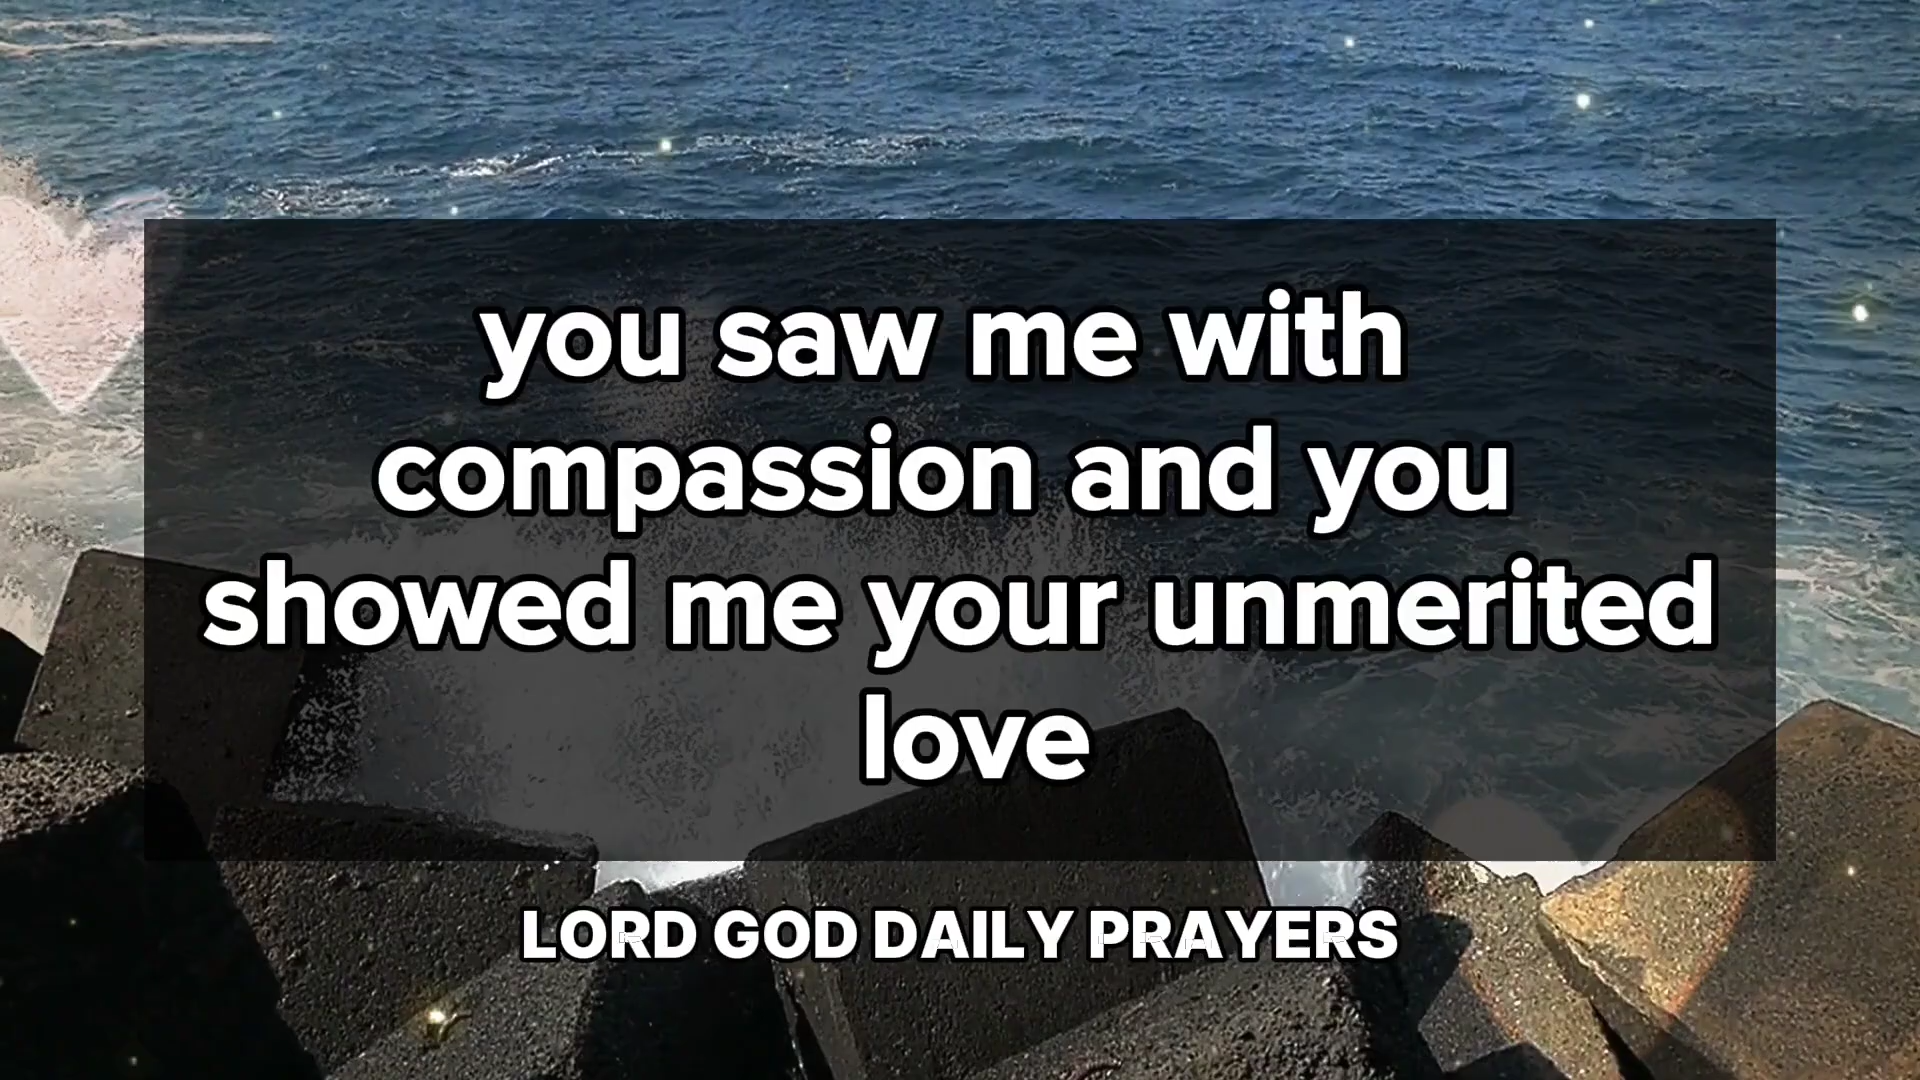 you saw me with
compassion and you
showed me your unmerited
love
LORD GOD DAILY PRAYERS